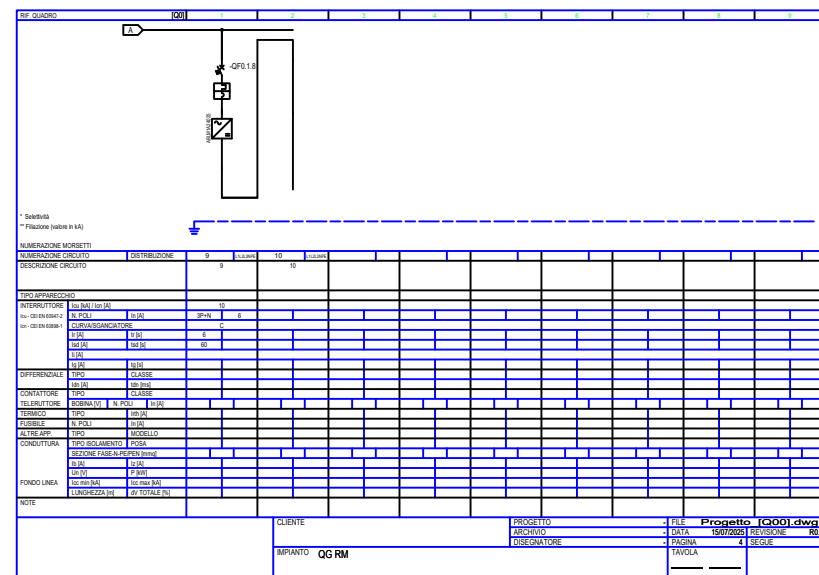 RIF. QUADRO [Q0] 1 2 3 4 5 6 7 8 9
A
-QF0.1.8
* Selettività
** Filiazione (valore in kA)
NUMERAZIONE MORSETTI
NUMERAZIONE CIRCUITO DISTRIBUZIONE 9 L1L2L3NPE 10 L1L2L3NPE
DESCRIZIONE CIRCUITO 9 10
TIPO APPARECCHIO
INTERRUTTORE Icu [kA] / Icn [A] 10
Icu - CEI EN 60947-2 N. POLI In [A] 3P+N 6
Icn - CEI EN 60898-1 CURVA/SGANCIATORE C
Ir [A] tr [s] 6
Isd [A] tsd [s] 60
Ii [A]
Ig [A] tg [s]
DIFFERENZIALE TIPO CLASSE
Idn [A] tdn [ms]
CONTATTORE TIPO CLASSE
TELERUTTORE BOBINA [V] N. POLI In [A]
TERMICO TIPO Irth [A]
FUSIBILE N. POLI In [A]
ALTRE APP. TIPO MODELLO
CONDUTTURA TIPO ISOLAMENTO POSA
SEZIONE FASE-N-PE/PEN [mmq]
Ib [A] Iz [A]
Un [V] P [kW]
FONDO LINEA Icc min [kA] Icc max [kA]
LUNGHEZZA [m] dV TOTALE [%]
NOTE
CLIENTE PROGETTO - FILE Progetto_[Q00].dwg
ARCHIVIO - DATA 15/07/2025 REVISIONE R0.
DISEGNATORE - PAGINA 4 SEGUE
IMPIANTO QG RM TAVOLA